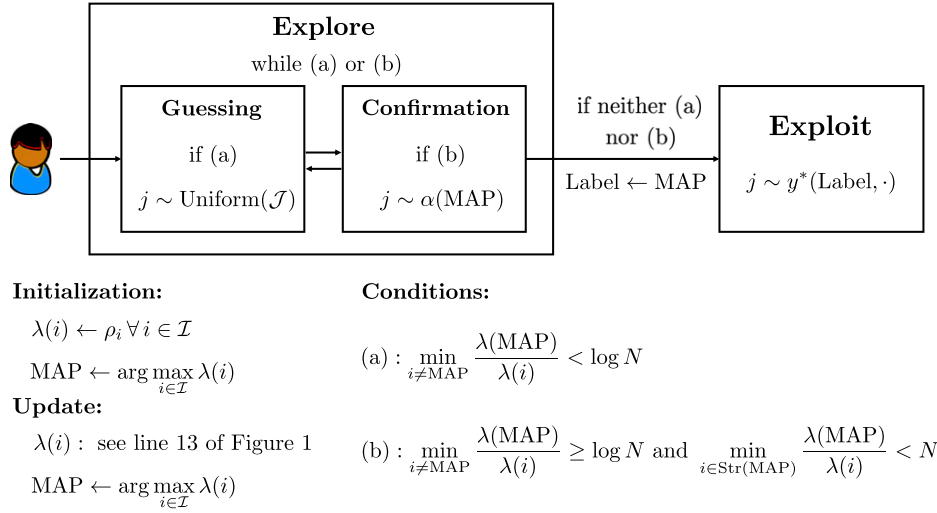 Explore
while (a) or (b)
Guessing
if (a)
j ∼ Uniform(𝒥)
Confirmation
if (b)
j ∼ α(MAP)
if neither (a)
nor (b)
Label ← MAP
Exploit
j ∼ y*(Label, ·)
Initialization:
λ(i) ← ρ_i ∀ i ∈ ℐ
MAP ← arg max_{i∈ℐ} λ(i)
Update:
λ(i) : see line 13 of Figure 1
MAP ← arg max_{i∈ℐ} λ(i)
Conditions:
(a) : min_{i≠MAP} λ(MAP)/λ(i) < log N
(b) : min_{i≠MAP} λ(MAP)/λ(i) ≥ log N and min_{i∈Str(MAP)} λ(MAP)/λ(i) < N